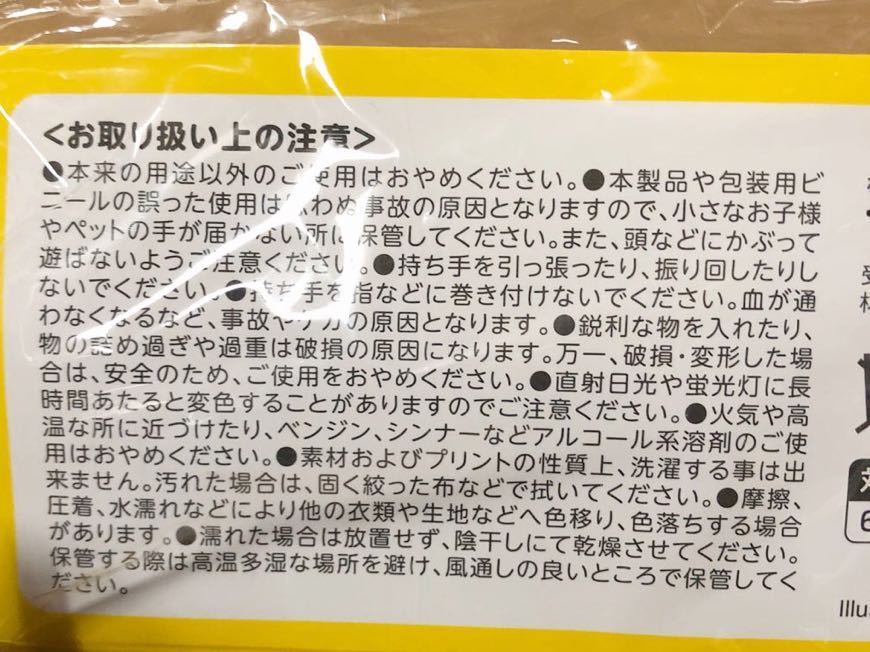 <お取り扱い上の注意>
●本来の用途以外のご使用はおやめください。●本製品や包装用ビ
ニールの誤った使用は思わぬ事故の原因となりますので、小さなお子様
やペットの手が届かない所に保管してください。また、頭などにかぶって
遊ばないようご注意ください。●持ち手を引っ張ったり、振り回したりし
ないでください。●持ち手を指などに巻き付けないでください。血が通
わなくなるなど、事故やケガの原因となります。●鋭利な物を入れたり、
物の詰め過ぎや過重は破損の原因になります。万一、破損・変形した場
合は、安全のため、ご使用をおやめください。●直射日光や蛍光灯に長
時間あたると変色することがありますのでご注意ください。●火気や高
温な所に近づけたり、ベンジン、シンナーなどアルコール系溶剤のご使
用はおやめください。●素材およびプリントの性質上、洗濯する事は出
来ません。汚れた場合は、固く絞った布などで拭いてください。●摩擦、
圧着、水濡れなどにより他の衣類や生地などへ色移り、色落ちする場合
があります。●濡れた場合は放置せず、陰干しにて乾燥させてください。
保管する際は高温多湿な場所を避け、風通しの良いところで保管してく
ださい。
受
6
Illu